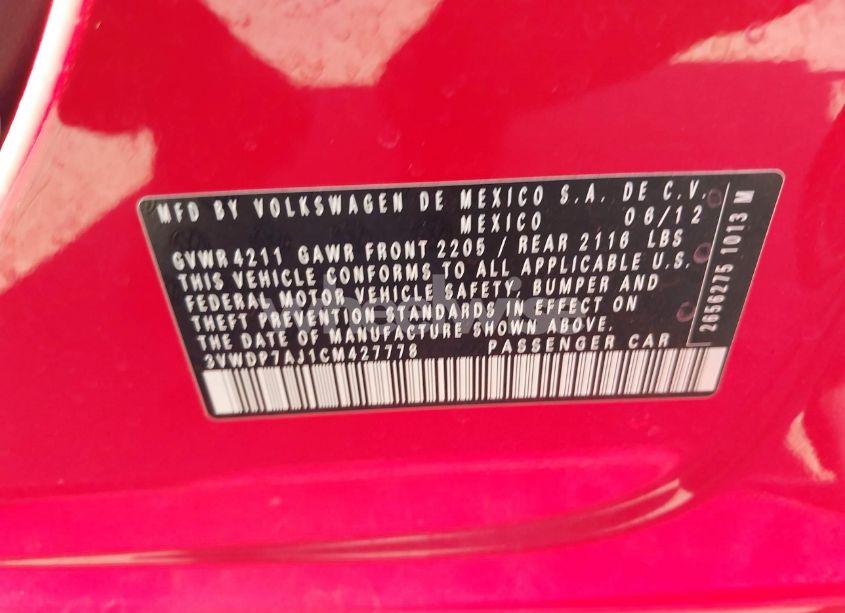 MFD BY VOLKSWAGEN DE MEXICO S.A. DE C.V.
MEXICO 06/12
GVWR 4211 GAWR FRONT 2205 / REAR 2116 LBS
THIS VEHICLE CONFORMS TO ALL APPLICABLE U.S.
FEDERAL MOTOR VEHICLE SAFETY, BUMPER AND
THEFT PREVENTION STANDARDS IN EFFECT ON
THE DATE OF MANUFACTURE SHOWN ABOVE.
3VWDP7AJ1CM427778 PASSENGER CAR
2656275 1013 M